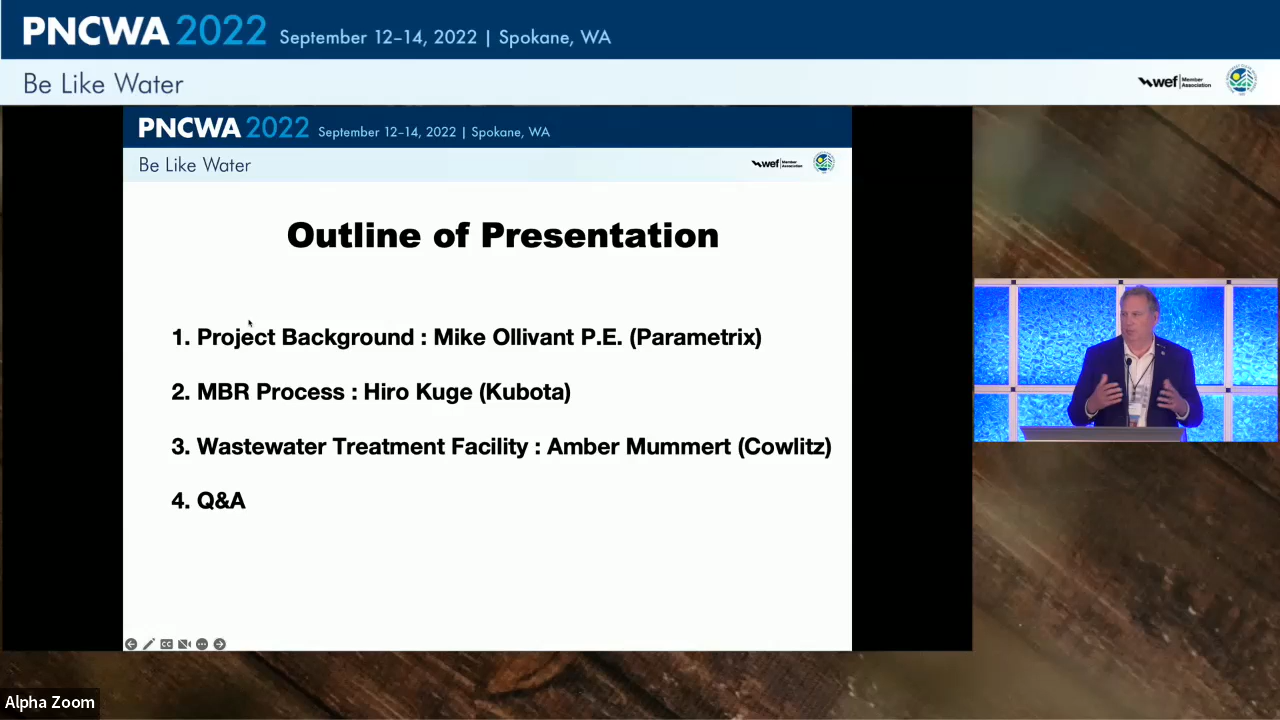 PNCWA 2022 September 12–14, 2022 | Spokane, WA
Be Like Water
wef Member Association
PNCWA 2022 September 12–14, 2022 | Spokane, WA
Be Like Water
wef Member Association
Outline of Presentation
1. Project Background : Mike Ollivant P.E. (Parametrix)
2. MBR Process : Hiro Kuge (Kubota)
3. Wastewater Treatment Facility : Amber Mummert (Cowlitz)
4. Q&A
CC
Alpha Zoom